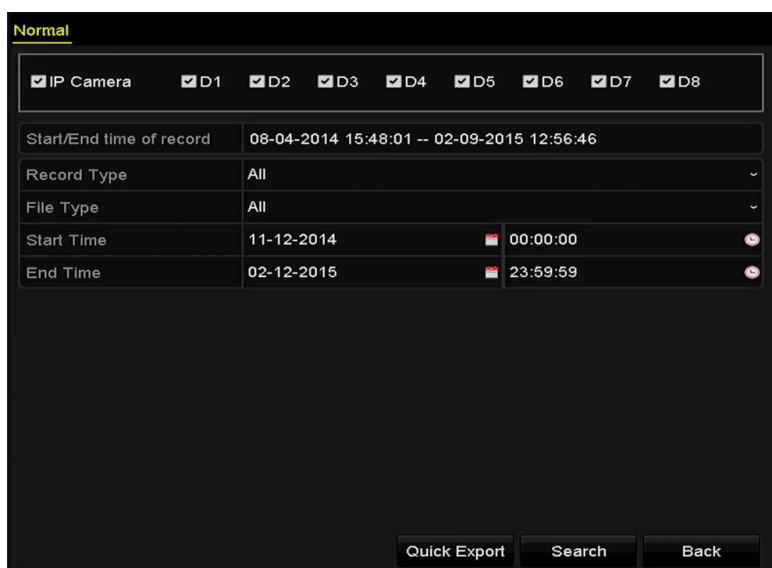 Normal
IP Camera D1 D2 D3 D4 D5 D6 D7 D8
Start/End time of record 08-04-2014 15:48:01 -- 02-09-2015 12:56:46
Record Type All
File Type All
Start Time 11-12-2014 00:00:00
End Time 02-12-2015 23:59:59
Quick Export Search Back